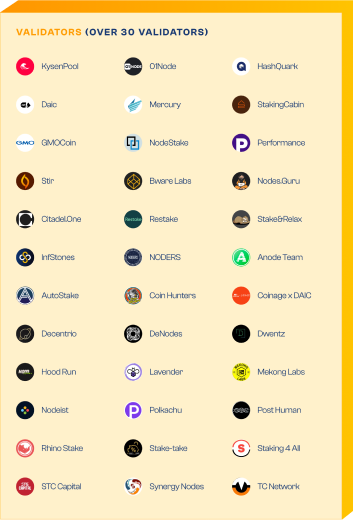 VALIDATORS (OVER 30 VALIDATORS)
KysenPool 01Node HashQuark
Daic Mercury StakingCabin
GMO GMOCoin NodeStake Performance
Stir Bware Labs Nodes.Guru
Citadel.One Restake Restake Stake&Relax
InfStones NODERS NODERS Anode Team
AutoStake Coin Hunters Coinage x DAIC
Decentrio DeNodes Dwentz
Hood Run Lavender Mekong Labs
Nodeist Polkachu Post Human
Rhino Stake Stake-take Staking 4 All
STC Capital Synergy Nodes TC Network